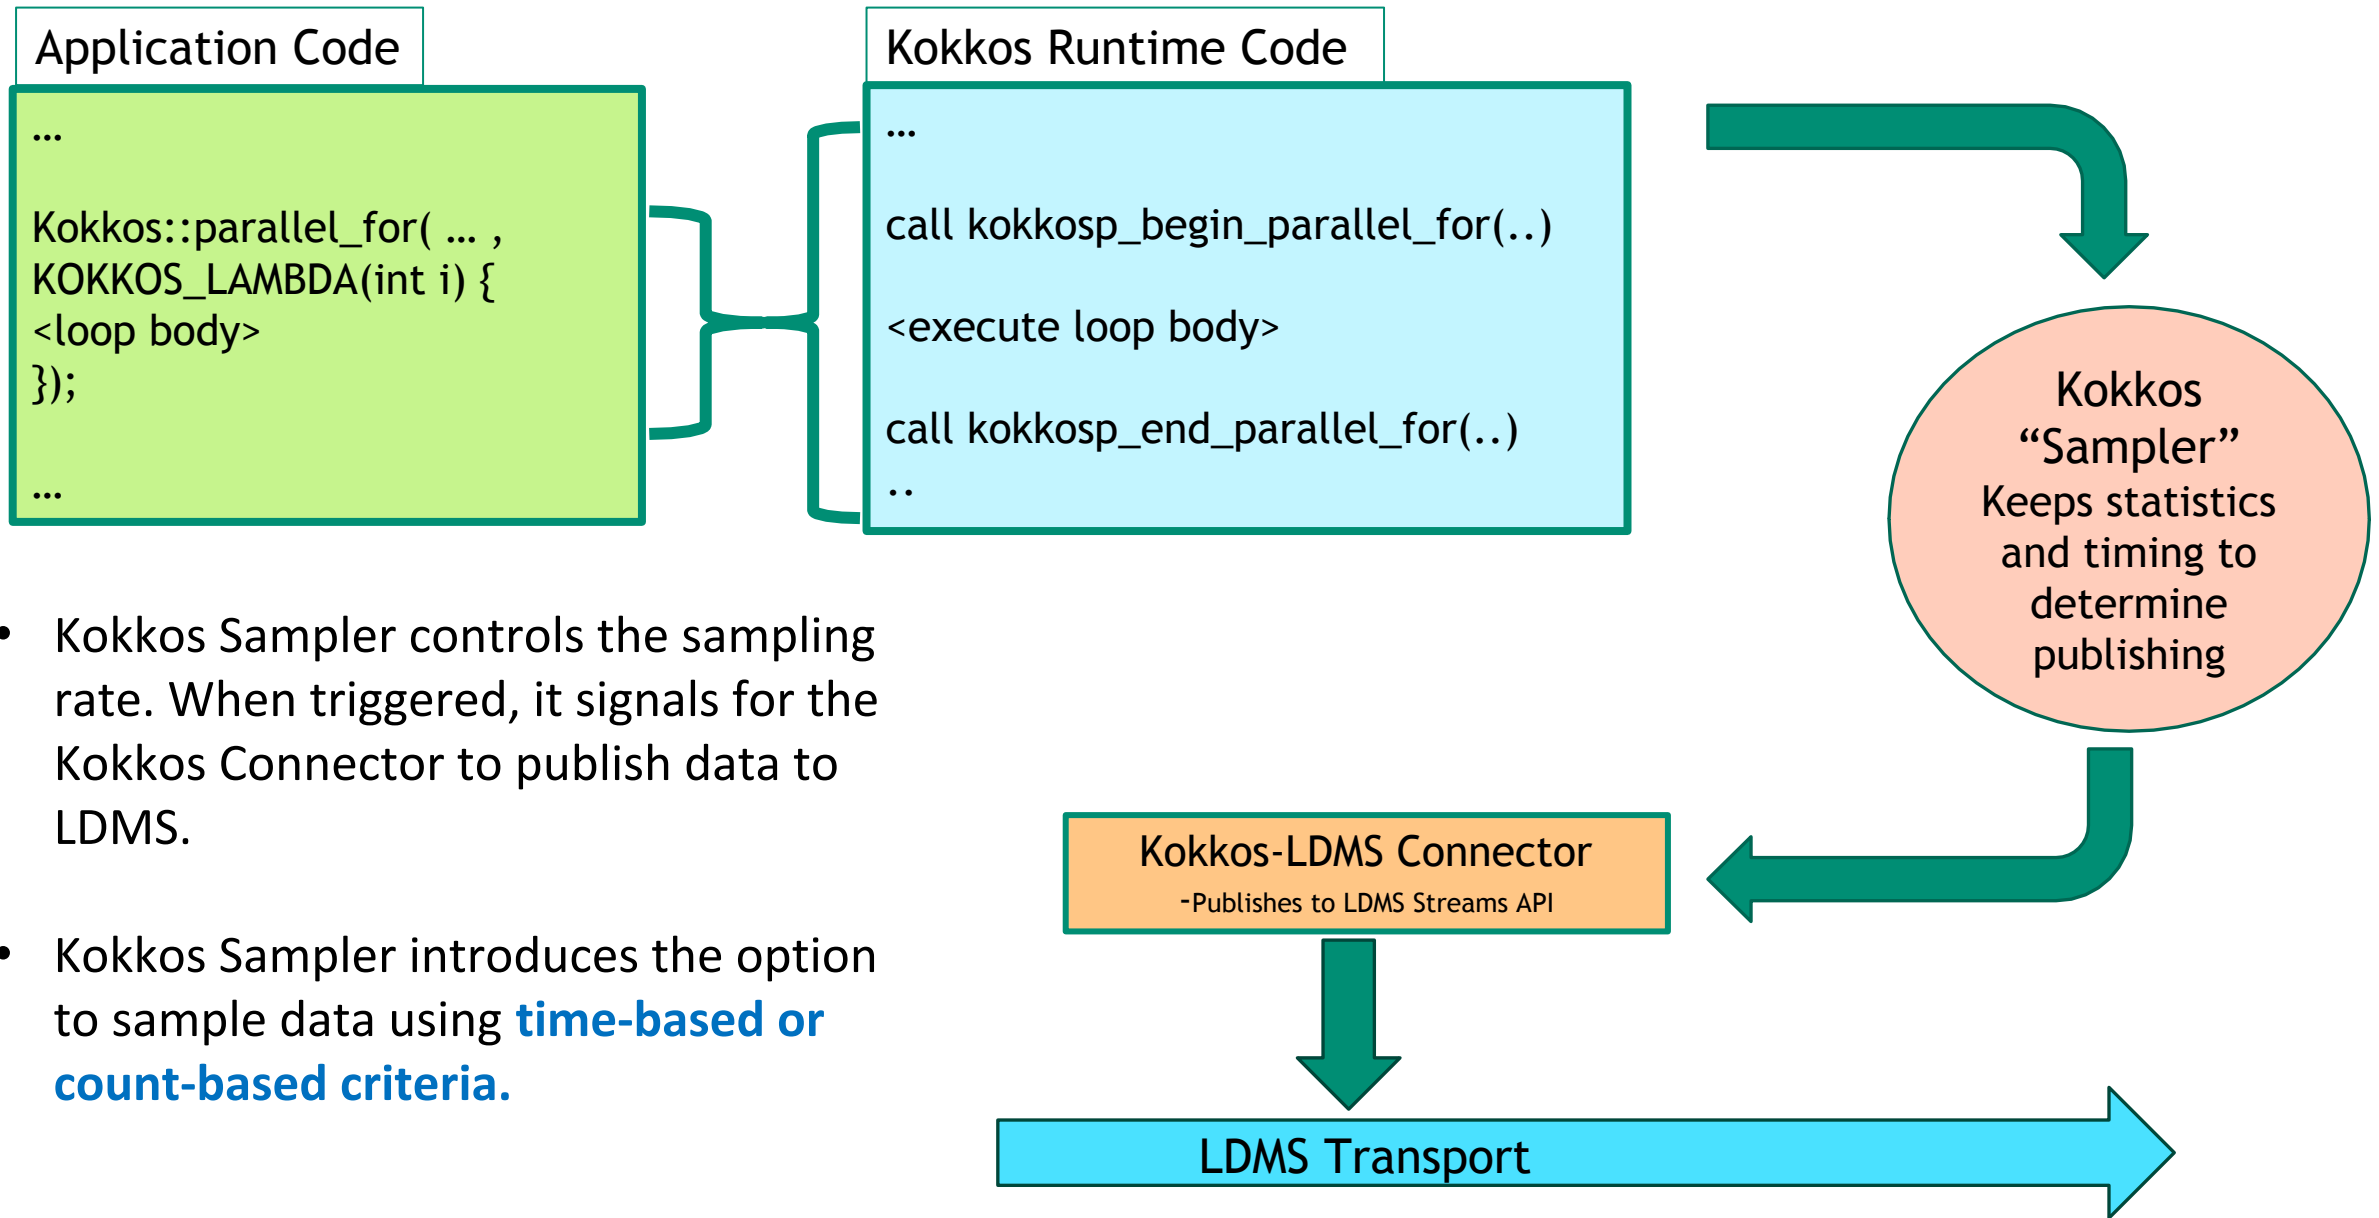 Application Code
…
Kokkos::parallel_for( … ,
KOKKOS_LAMBDA(int i) {
<loop body>
});
…
Kokkos Runtime Code
…
call kokkosp_begin_parallel_for(..)
<execute loop body>
call kokkosp_end_parallel_for(..)
..
Kokkos
“Sampler”
Keeps statistics
and timing to
determine
publishing
• Kokkos Sampler controls the sampling
rate. When triggered, it signals for the
Kokkos Connector to publish data to
LDMS.
• Kokkos Sampler introduces the option
to sample data using time-based or
count-based criteria.
Kokkos-LDMS Connector
-Publishes to LDMS Streams API
LDMS Transport